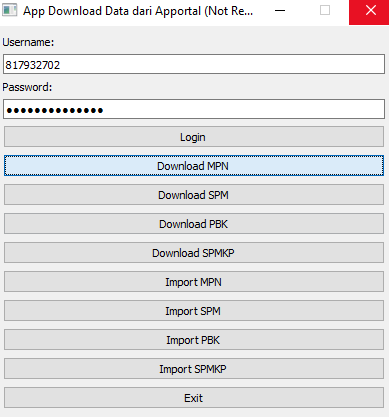 App Download Data dari Apportal (Not Re...
Username:
817932702
Password:
●●●●●●●●●●●●●●
Login
Download MPN
Download SPM
Download PBK
Download SPMKP
Import MPN
Import SPM
Import PBK
Import SPMKP
Exit